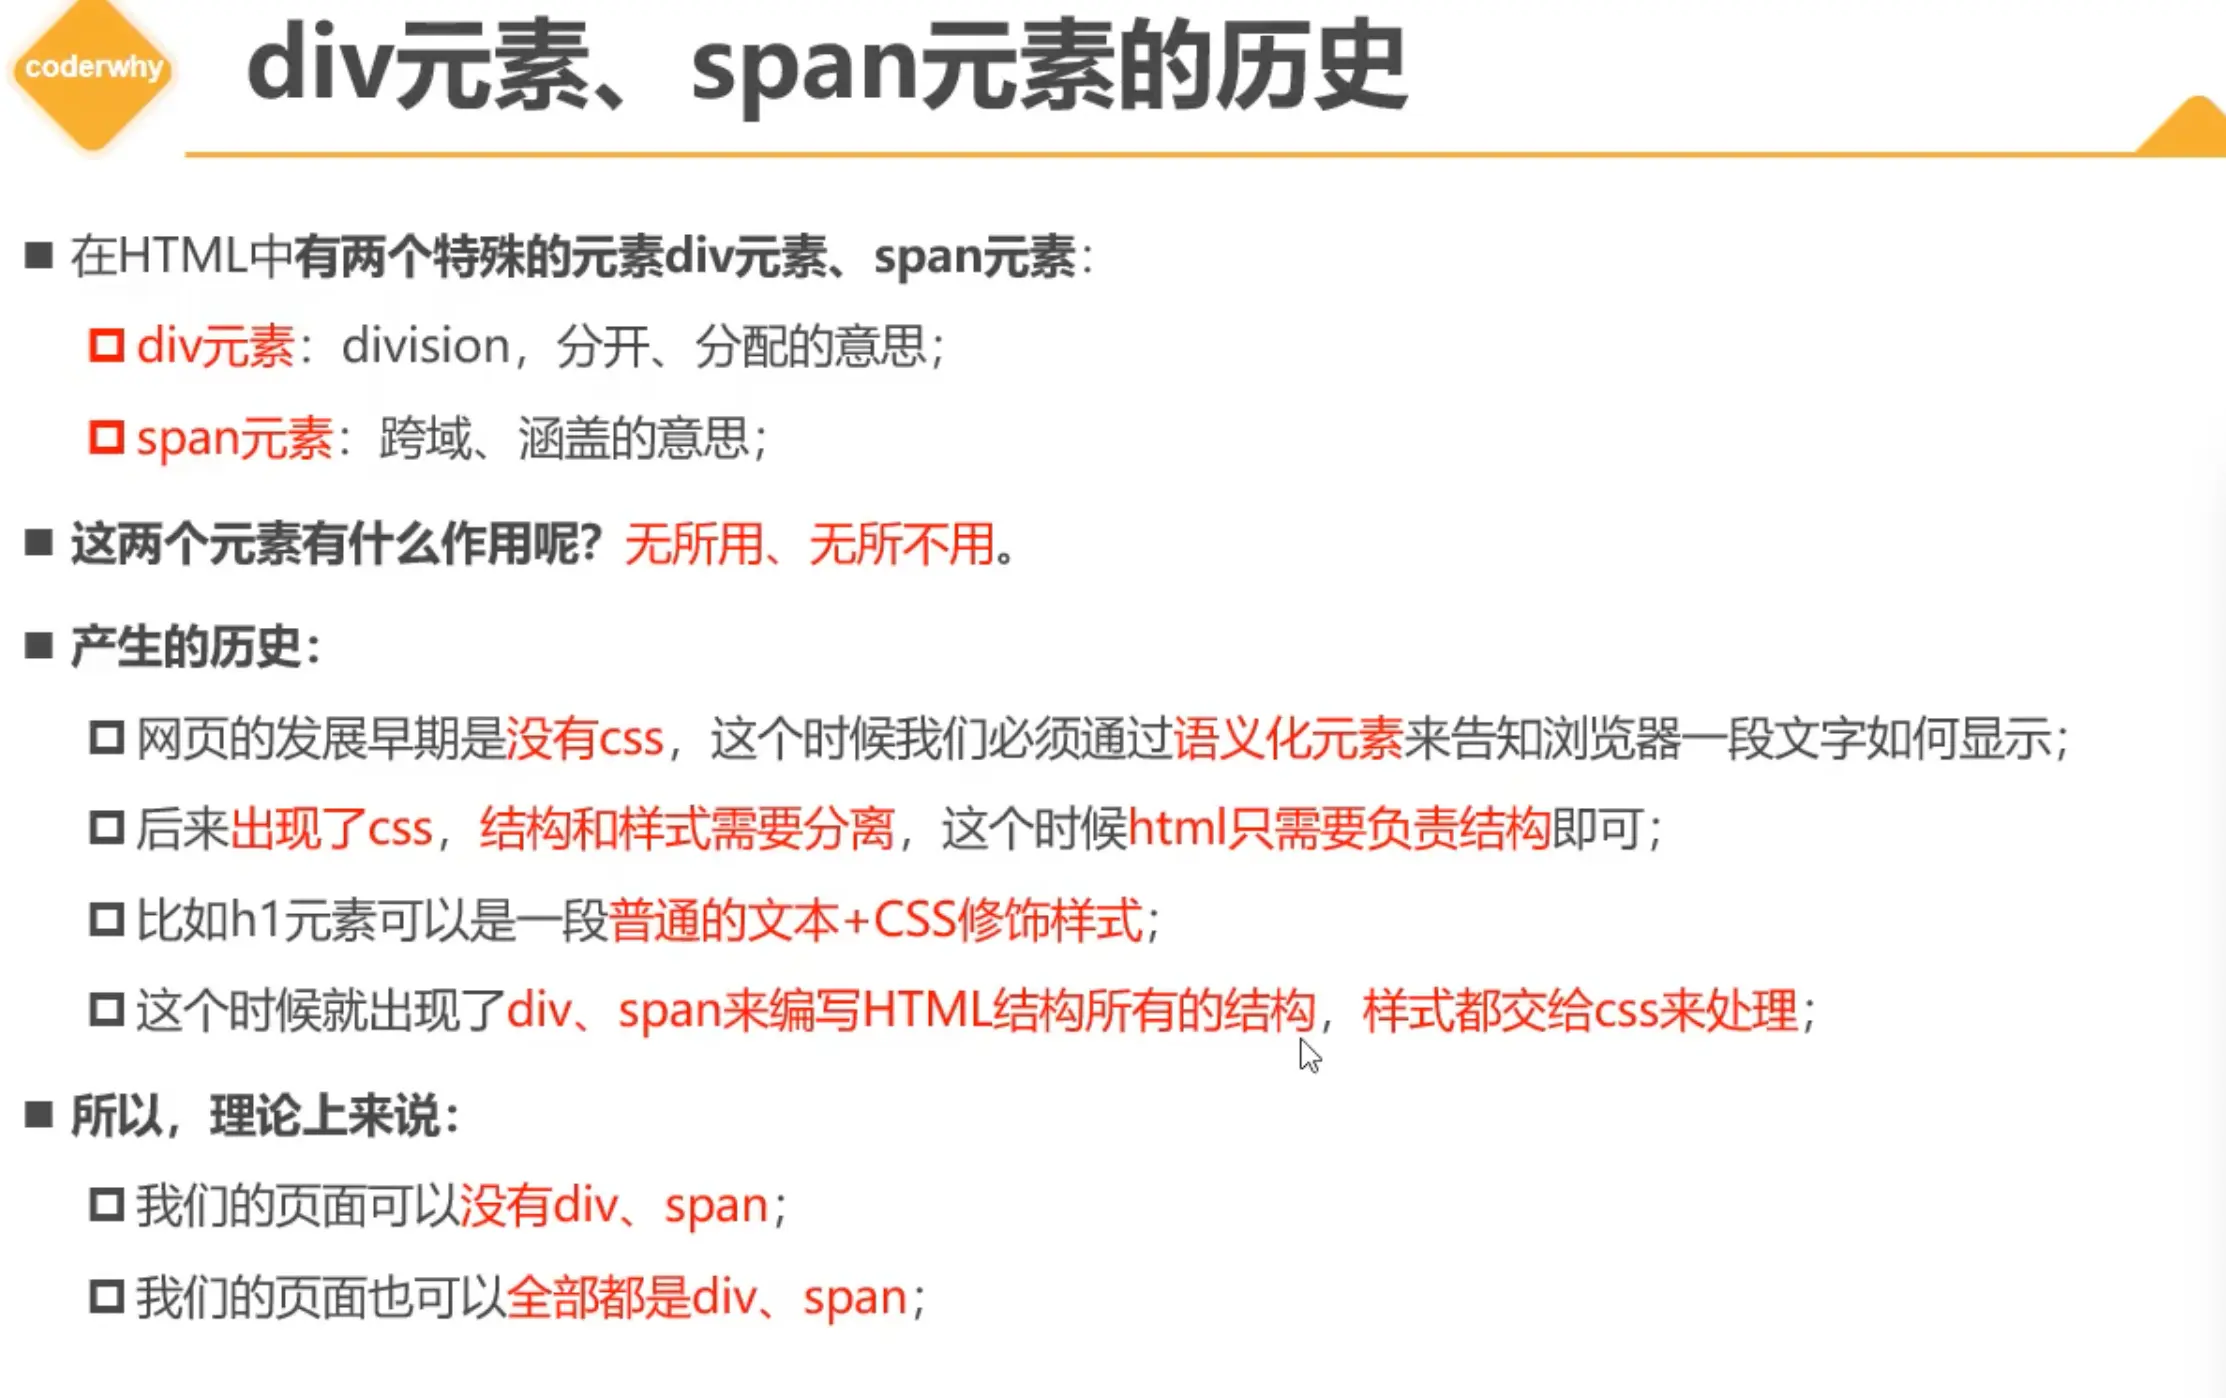 coderwhy
div元素、span元素的历史
在HTML中有两个特殊的元素div元素、span元素：
div元素：division，分开、分配的意思；
span元素：跨域、涵盖的意思；
这两个元素有什么作用呢？无所用、无所不用。
产生的历史：
网页的发展早期是没有css，这个时候我们必须通过语义化元素来告知浏览器一段文字如何显示；
后来出现了css，结构和样式需要分离，这个时候html只需要负责结构即可；
比如h1元素可以是一段普通的文本+CSS修饰样式；
这个时候就出现了div、span来编写HTML结构所有的结构，样式都交给css来处理；
所以，理论上来说：
我们的页面可以没有div、span；
我们的页面也可以全部都是div、span；